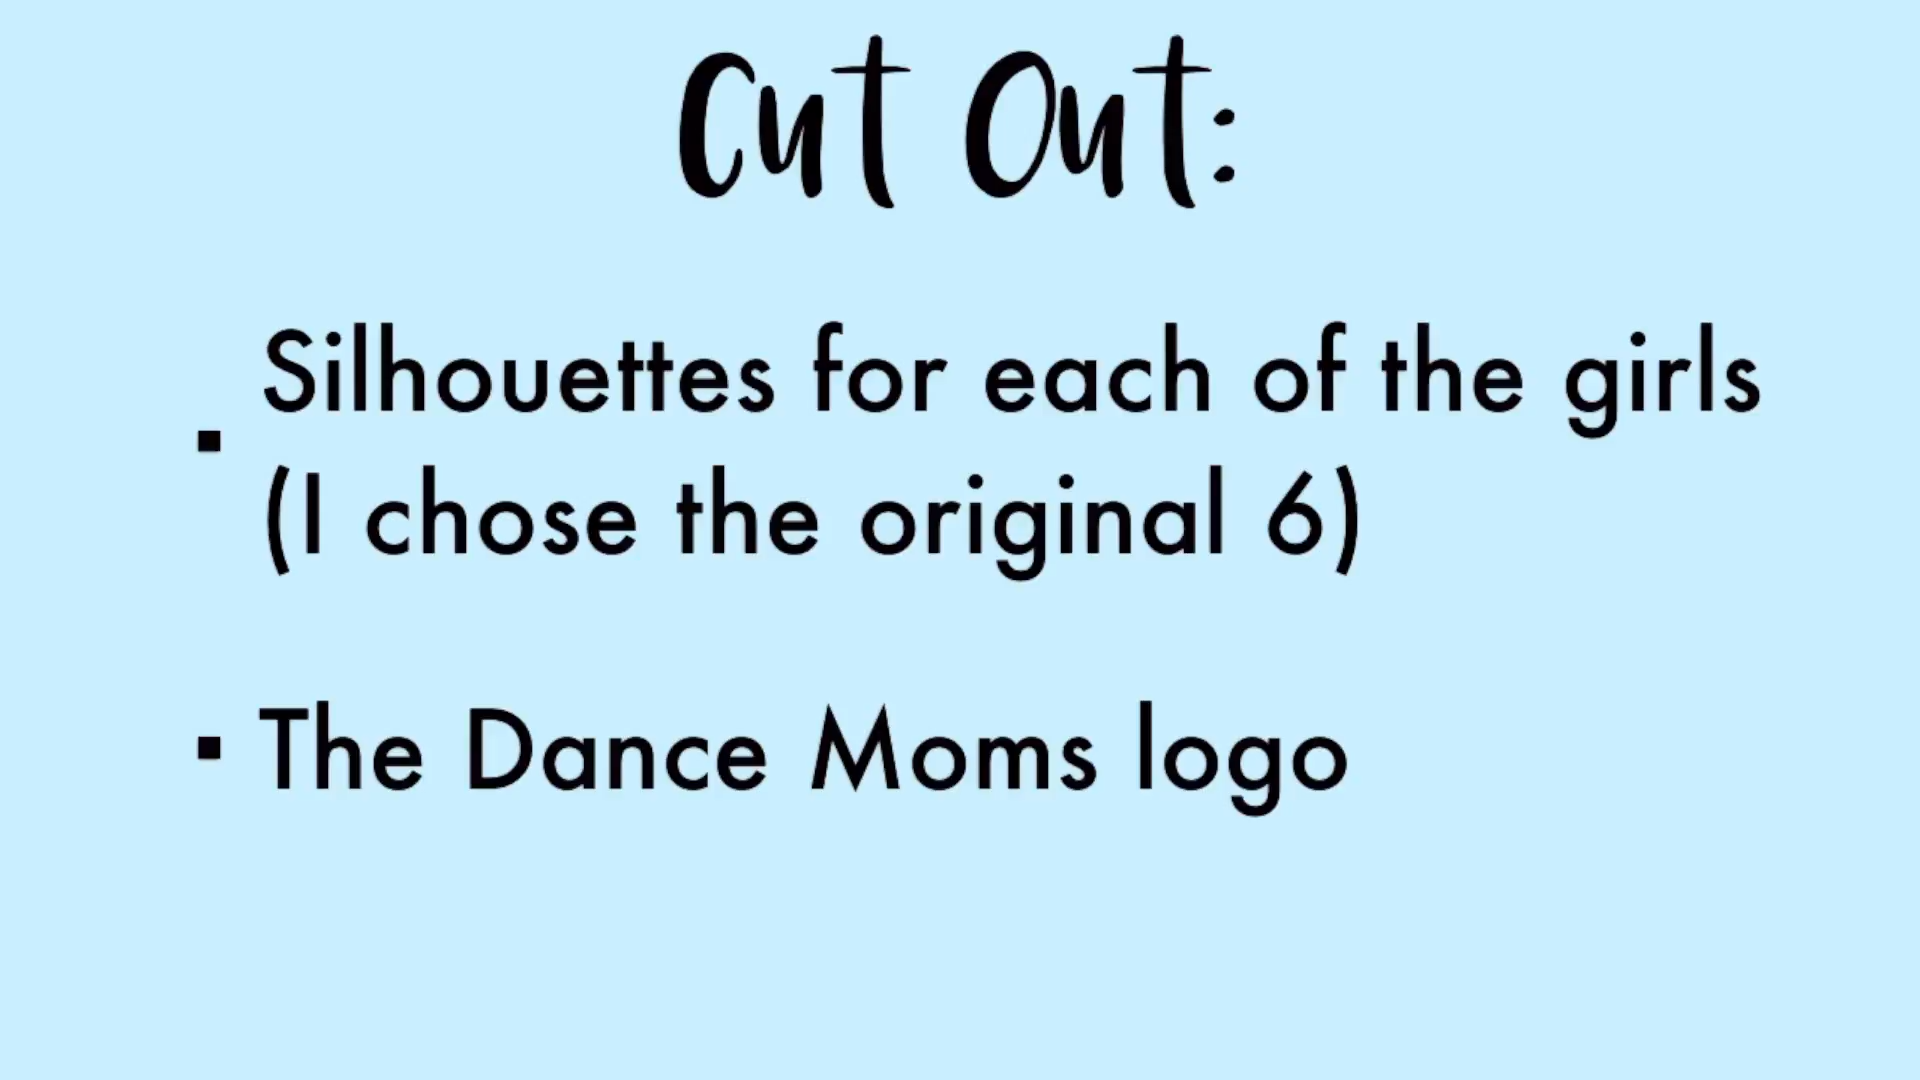 Cut Out:
▪ Silhouettes for each of the girls
(I chose the original 6)
▪ The Dance Moms logo